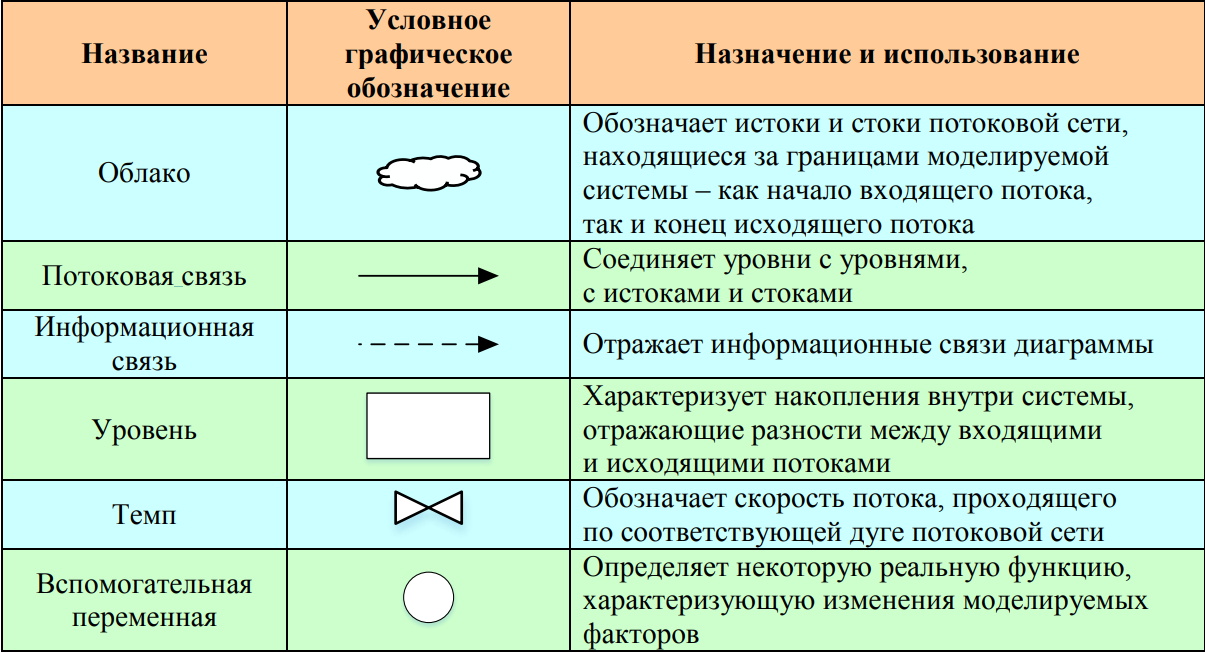 Название
Условное
графическое
обозначение
Назначение и использование
Облако
Обозначает истоки и стоки потоковой сети,
находящиеся за границами моделируемой
системы – как начало входящего потока,
так и конец исходящего потока
Потоковая связь
Соединяет уровни с уровнями,
с истоками и стоками
Информационная
связь
Отражает информационные связи диаграммы
Уровень
Характеризует накопления внутри системы,
отражающие разности между входящими
и исходящими потоками
Темп
Обозначает скорость потока, проходящего
по соответствующей дуге потоковой сети
Вспомогательная
переменная
Определяет некоторую реальную функцию,
характеризующую изменения моделируемых
факторов